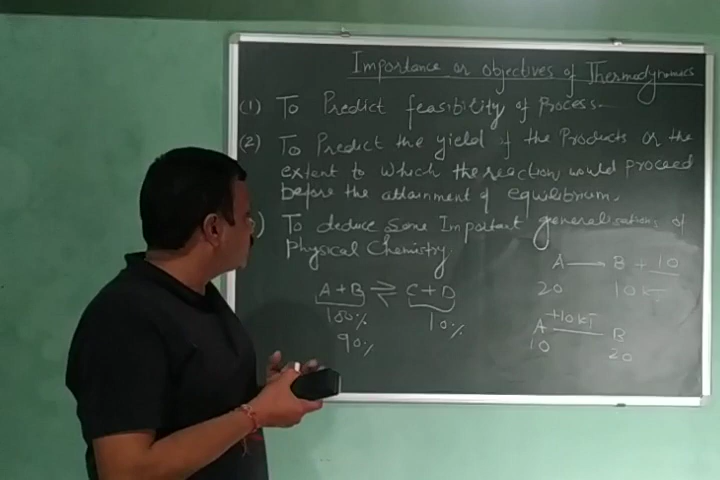 Importance or objectives of Thermodynamics
(1) To Predict feasibility of Process.
(2) To Predict the yield of the Products or the
extent to which the reaction would proceed
before the attainment of equilibrium.
) To deduce some Important generalisations of
Physical Chemistry
A + B ⇌ C + D
100% 10%
90%
A — B + 10
20 10 KJ
A +10KJ B
10 20